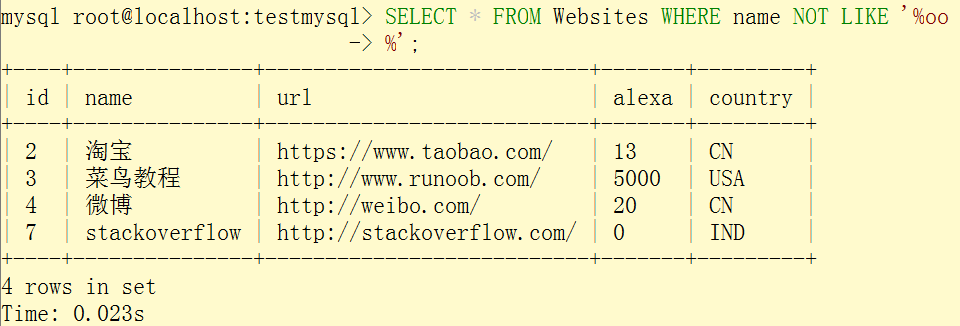 mysql root@localhost:testmysql> SELECT * FROM Websites WHERE name NOT LIKE '%oo
-> %';
+----+---------------+---------------------------+-------+---------+
| id | name          | url                       | alexa | country |
+----+---------------+---------------------------+-------+---------+
| 2  | 淘宝          | https://www.taobao.com/   | 13    | CN      |
| 3  | 菜鸟教程      | http://www.runoob.com/    | 5000  | USA     |
| 4  | 微博          | http://weibo.com/         | 20    | CN      |
| 7  | stackoverflow | http://stackoverflow.com/ | 0     | IND     |
+----+---------------+---------------------------+-------+---------+
4 rows in set
Time: 0.023s